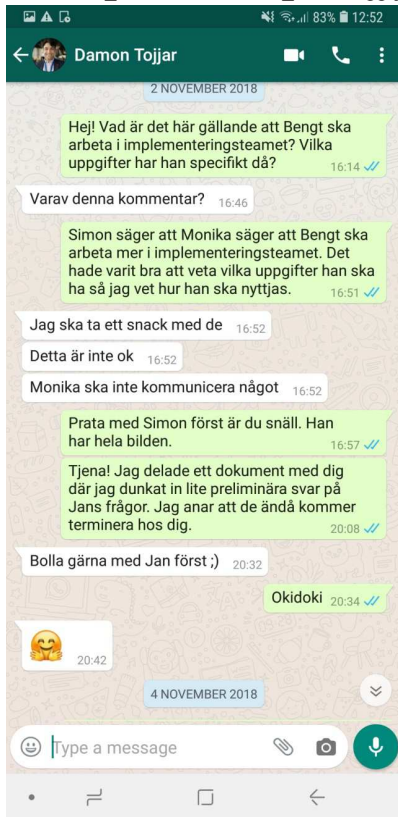 83% 12:52
Damon Tojjar
2 NOVEMBER 2018
Hej! Vad är det här gällande att Bengt ska
arbeta i implementeringsteamet? Vilka
uppgifter har han specifikt då?
16:14
Varav denna kommentar? 16:46
Simon säger att Monika säger att Bengt ska
arbeta mer i implementeringsteamet. Det
hade varit bra att veta vilka uppgifter han ska
ha så jag vet hur han ska nyttjas.
16:51
Jag ska ta ett snack med de 16:52
Detta är inte ok 16:52
Monika ska inte kommunicera något 16:52
Prata med Simon först är du snäll. Han
har hela bilden.
16:57
Tjena! Jag delade ett dokument med dig
där jag dunkat in lite preliminära svar på
Jans frågor. Jag anar att de ändå kommer
terminera hos dig.
20:08
Bolla gärna med Jan först ;) 20:32
Okidoki 20:34
🤗 20:42
4 NOVEMBER 2018
Type a message